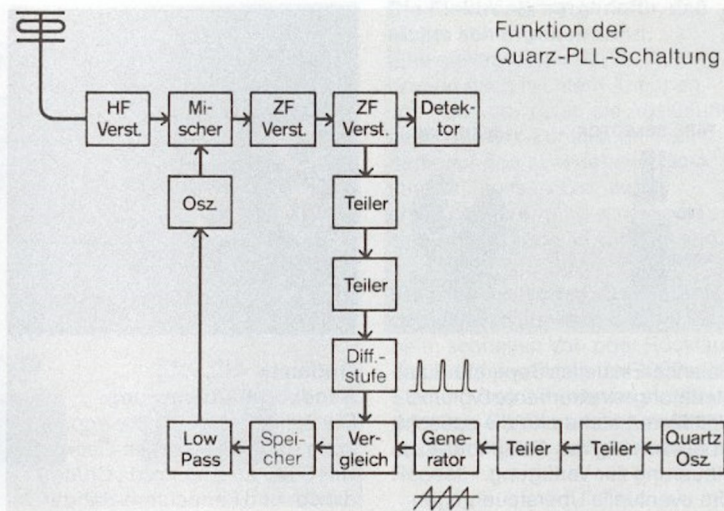 Funktion der
Quarz-PLL-Schaltung
HF
Verst.
Mi-
scher
ZF
Verst.
ZF
Verst.
Detek-
tor
Osz.
Teiler
Teiler
Diff.-
stufe
Low
Pass
Spei-
cher
Ver-
gleich
Gene-
rator
Teiler
Teiler
Quartz
Osz.